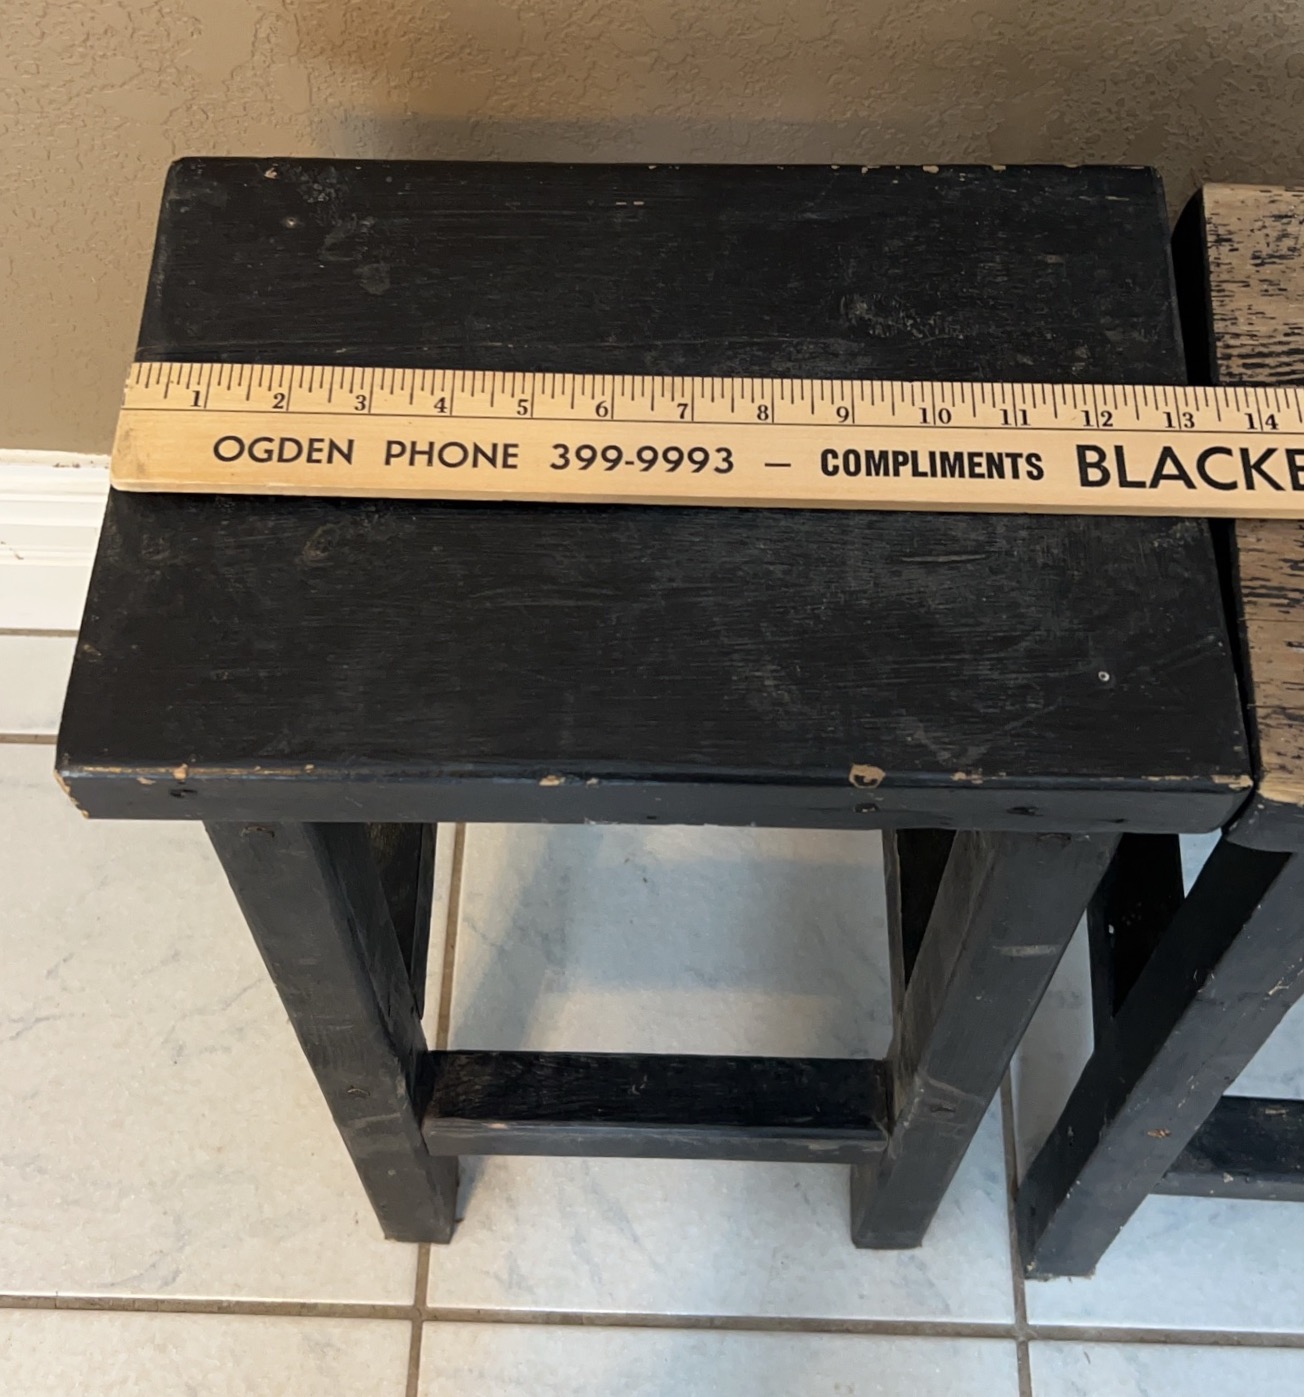 1 2 3 4 5 6 7 8 9 10 11 12 13 14
OGDEN PHONE 399-9993 — COMPLIMENTS BLACKE